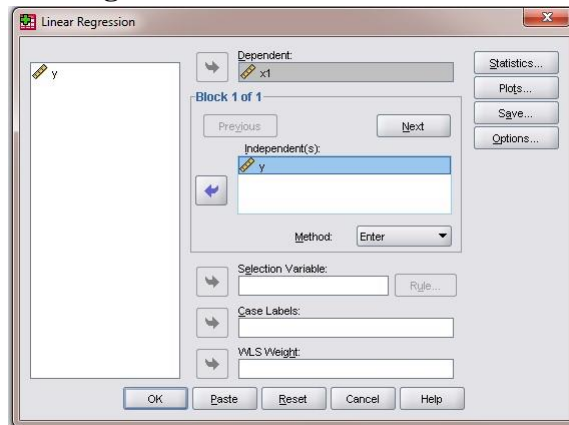 Linear Regression
y
Dependent:
x1
Statistics...
Plots...
Save...
Options...
Block 1 of 1
Previous
Next
Independent(s):
y
Method:
Enter
Selection Variable:
Rule...
Case Labels:
WLS Weight:
OK
Paste
Reset
Cancel
Help